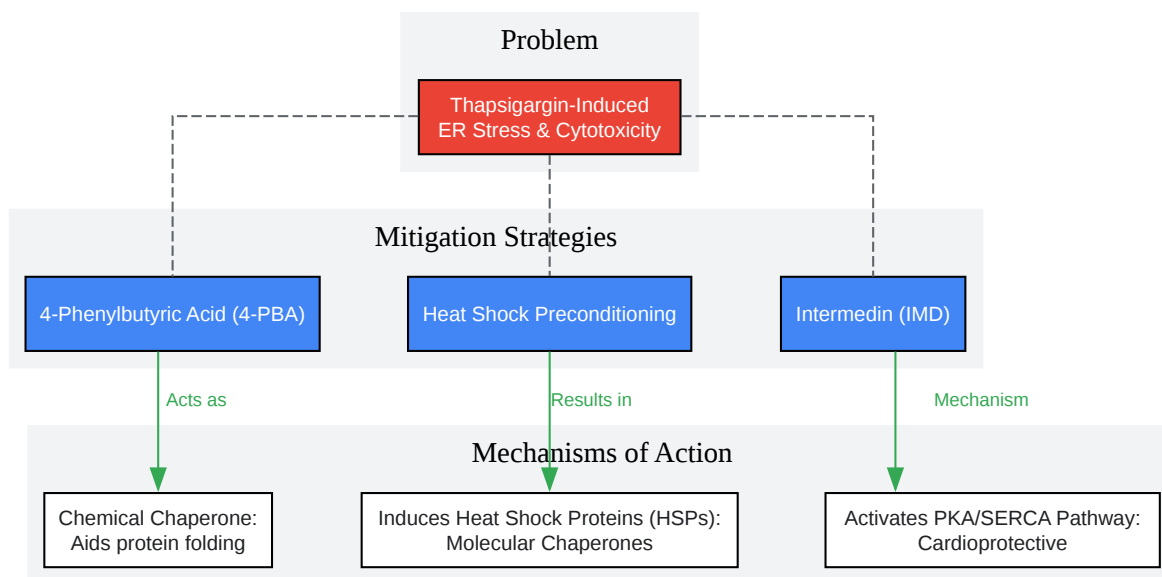 Problem
Thapsigargin-Induced
ER Stress & Cytotoxicity
Mitigation Strategies
4-Phenylbutyric Acid (4-PBA)
Heat Shock Preconditioning
Intermedin (IMD)
Acts as
Results in
Mechanism
Mechanisms of Action
Chemical Chaperone:
Aids protein folding
Induces Heat Shock Proteins (HSPs):
Molecular Chaperones
Activates PKA/SERCA Pathway:
Cardioprotective